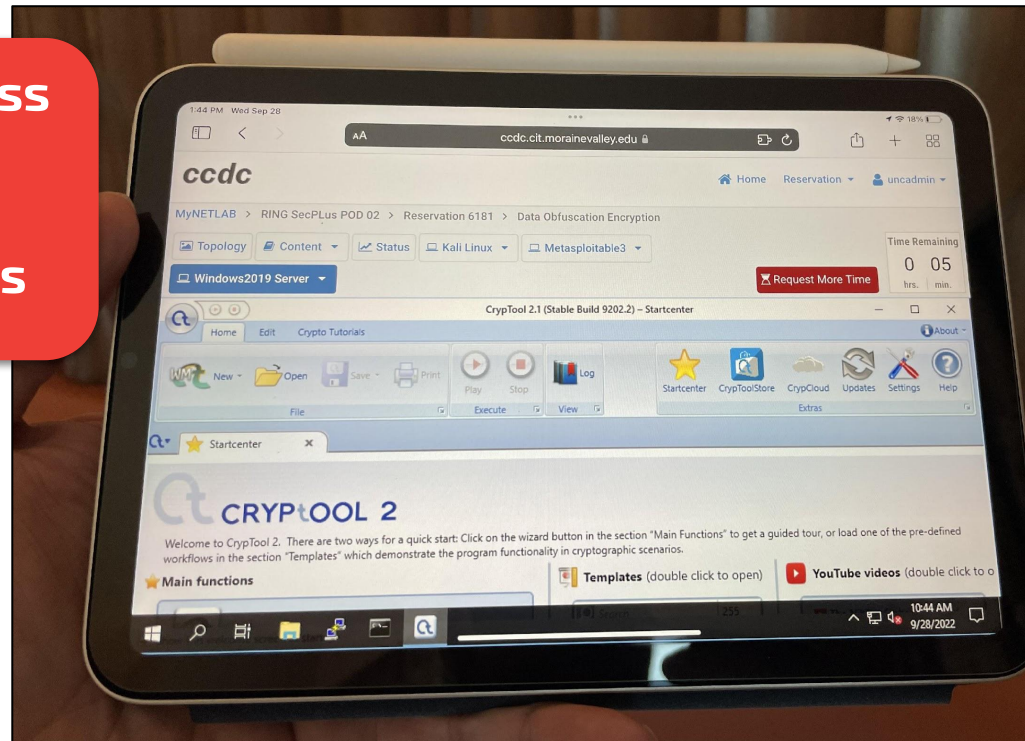 ss
s
1:44 PM Wed Sep 28
18%
AA
ccdc.cit.morainevalley.edu
ccdc
Home Reservation uncadmin
MyNETLAB > RING SecPLus POD 02 > Reservation 6181 > Data Obfuscation Encryption
Topology Content Status Kali Linux Metasploitable3
Time Remaining
0 05
hrs. min.
Windows2019 Server
Request More Time
CrypTool 2.1 (Stable Build 9202.2) – Startcenter
Home Edit Crypto Tutorials
About
New Open Save Print Play Stop Log Startcenter CrypToolStore CrypCloud Updates Settings Help
File Execute View Extras
Startcenter
CRYPtOOL 2
Welcome to CrypTool 2. There are two ways for a quick start: Click on the wizard button in the section "Main Functions" to get a guided tour, or load one of the pre-defined
workflows in the section "Templates" which demonstrate the program functionality in cryptographic scenarios.
Main functions
Templates (double click to open)
YouTube videos (double click to o
255
10:44 AM
9/28/2022